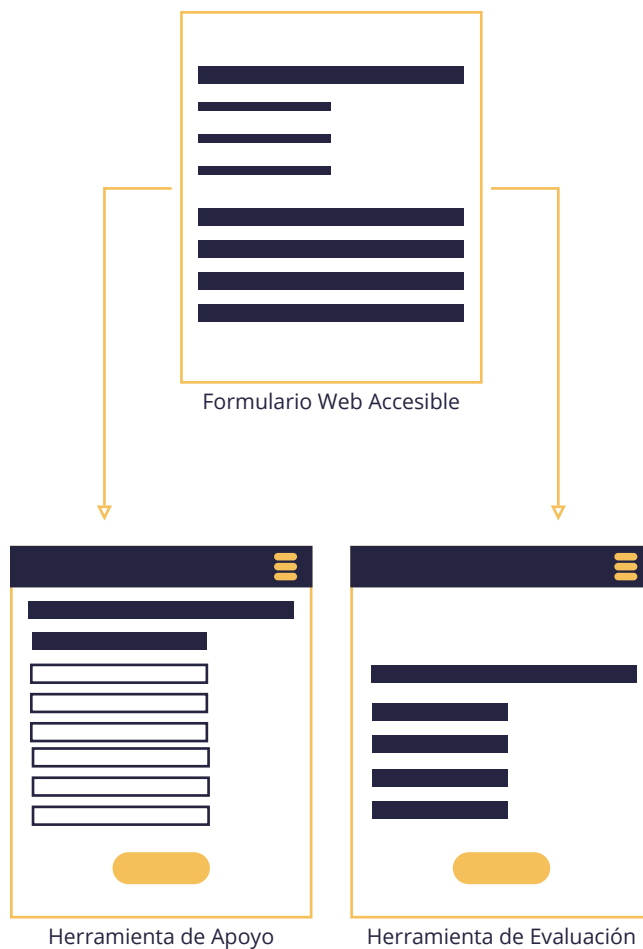 Formulario Web Accesible
Herramienta de Apoyo
Herramienta de Evaluación